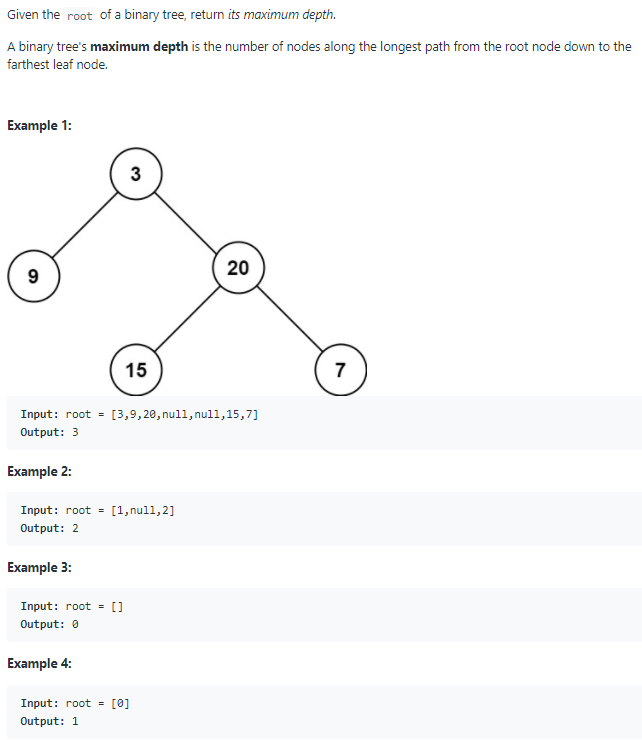 Given the root of a binary tree, return its maximum depth.
A binary tree's maximum depth is the number of nodes along the longest path from the root node down to the
farthest leaf node.
Example 1:
3
9
20
15
7
Input: root = [3,9,20,null,null,15,7]
Output: 3
Example 2:
Input: root = [1,null,2]
Output: 2
Example 3:
Input: root = []
Output: 0
Example 4:
Input: root = [0]
Output: 1